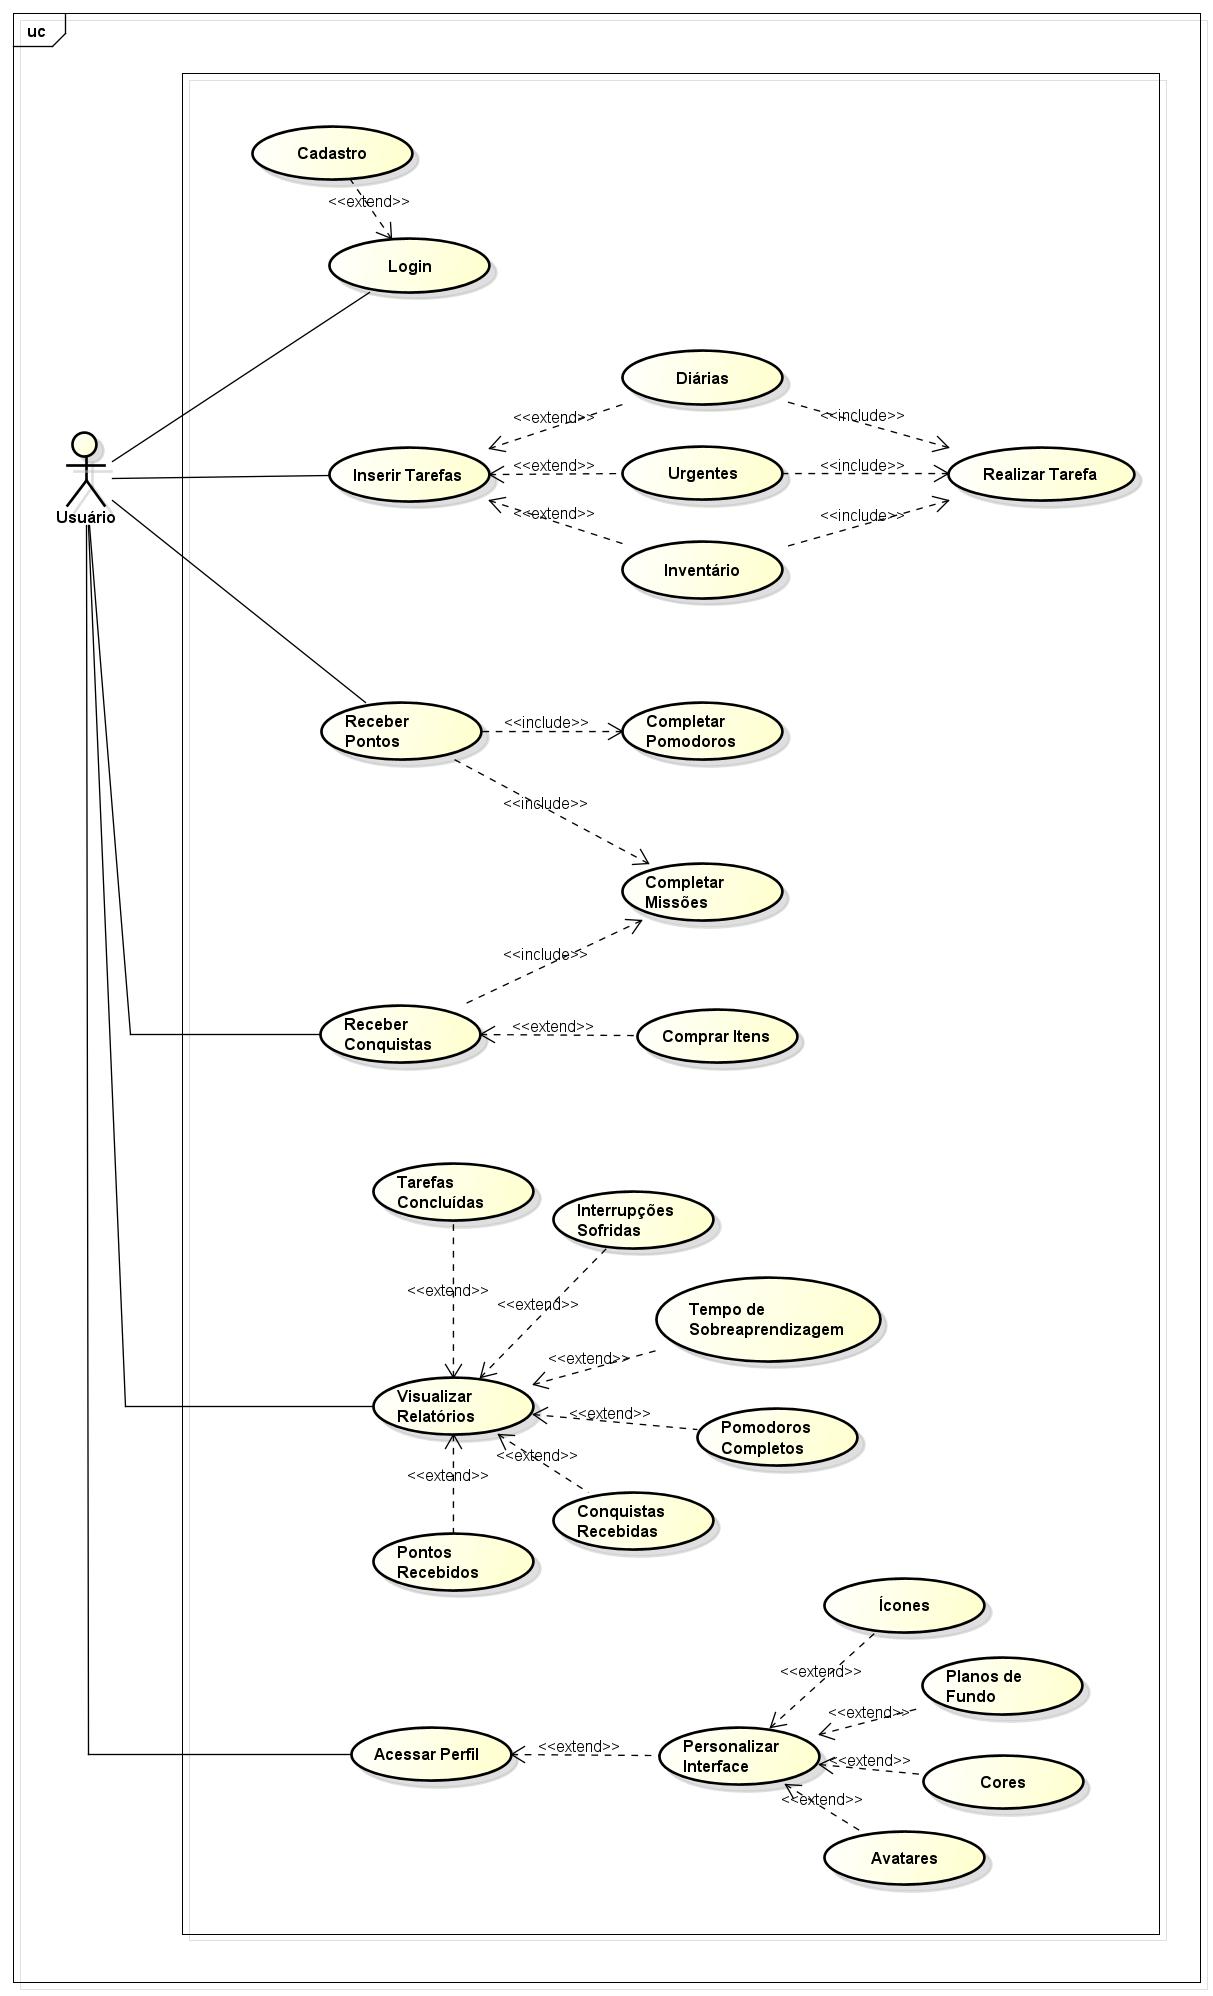 uc
Cadastro
<<extend>>
Login
Diárias
<<extend>>
<<include>>
Usuário
Inserir Tarefas
<<extend>>
Urgentes
<<include>>
Realizar Tarefa
<<extend>>
<<include>>
Inventário
Receber
Pontos
<<include>>
Completar
Pomodoros
<<include>>
Completar
Missões
<<include>>
Receber
Conquistas
<<extend>>
Comprar Itens
Tarefas
Concluídas
Interrupções
Sofridas
<<extend>>
<<extend>>
Tempo de
Sobreaprendizagem
<<extend>>
Visualizar
Relatórios
<<extend>>
Pomodoros
Completos
<<extend>>
<<extend>>
Conquistas
Recebidas
Pontos
Recebidos
Ícones
<<extend>>
Planos de
Fundo
<<extend>>
Acessar Perfil
<<extend>>
Personalizar
Interface
<<extend>>
Cores
<<extend>>
Avatares